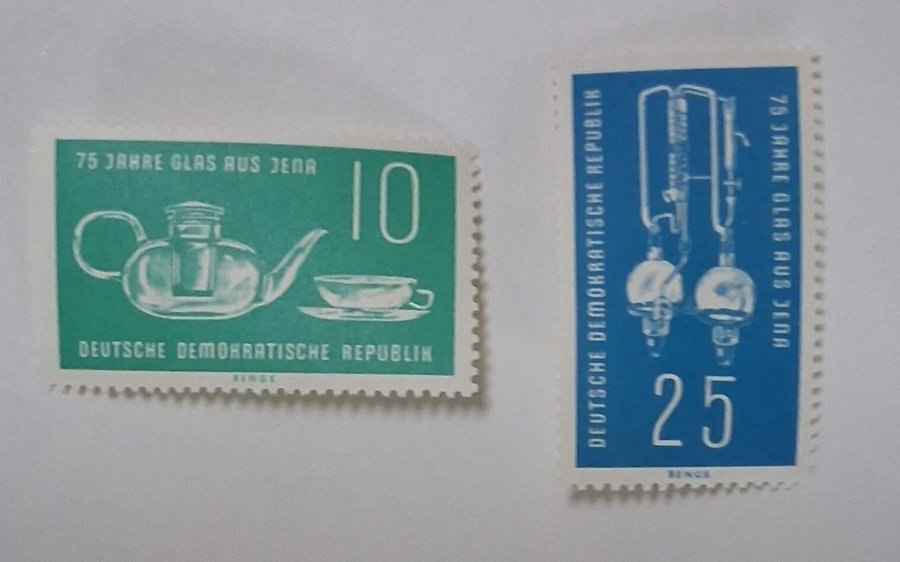 75 JAHRE GLAS AUS JENA
10
DEUTSCHE DEMOKRATISCHE REPUBLIK
BENGS
DEUTSCHE DEMOKRATISCHE REPUBLIK
75 JAHRE GLAS AUS JENA
25
BENGS